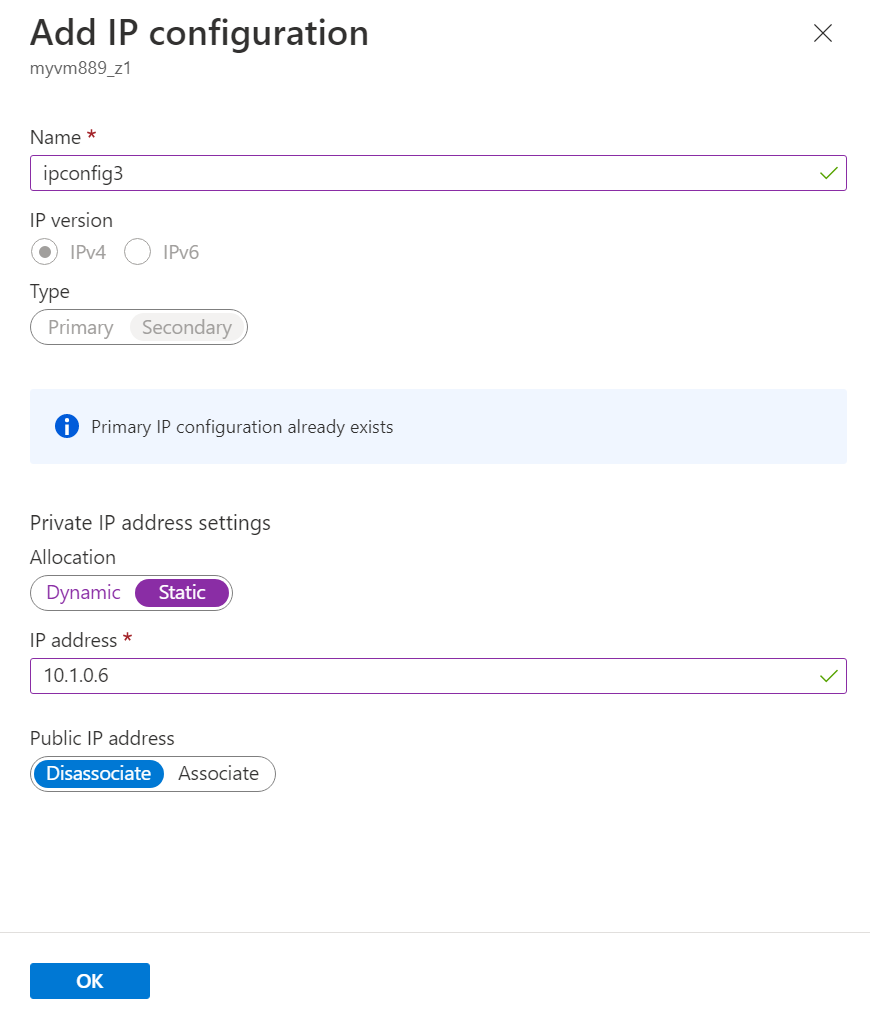 Add IP configuration
myvm889_z1
Name *
ipconfig3
IP version
IPv4 IPv6
Type
Primary Secondary
Primary IP configuration already exists
Private IP address settings
Allocation
Dynamic Static
IP address *
10.1.0.6
Public IP address
Disassociate Associate
OK